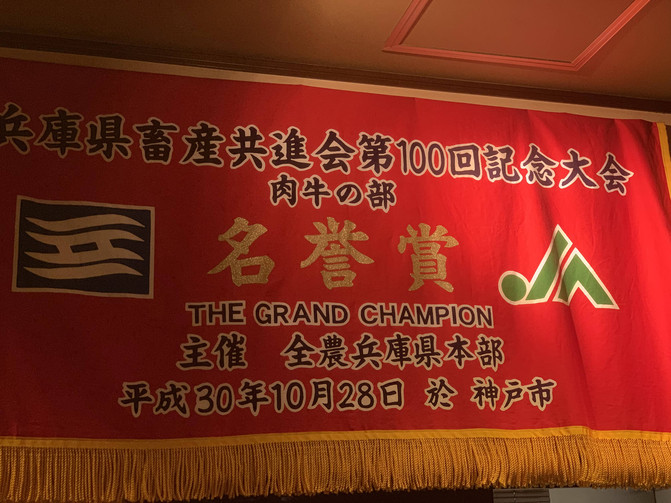 兵庫県畜産共進会第100回記念大会
肉牛の部
名誉賞
JA
THE GRAND CHAMPION
主催 全農兵庫県本部
平成30年10月28日 於 神戸市